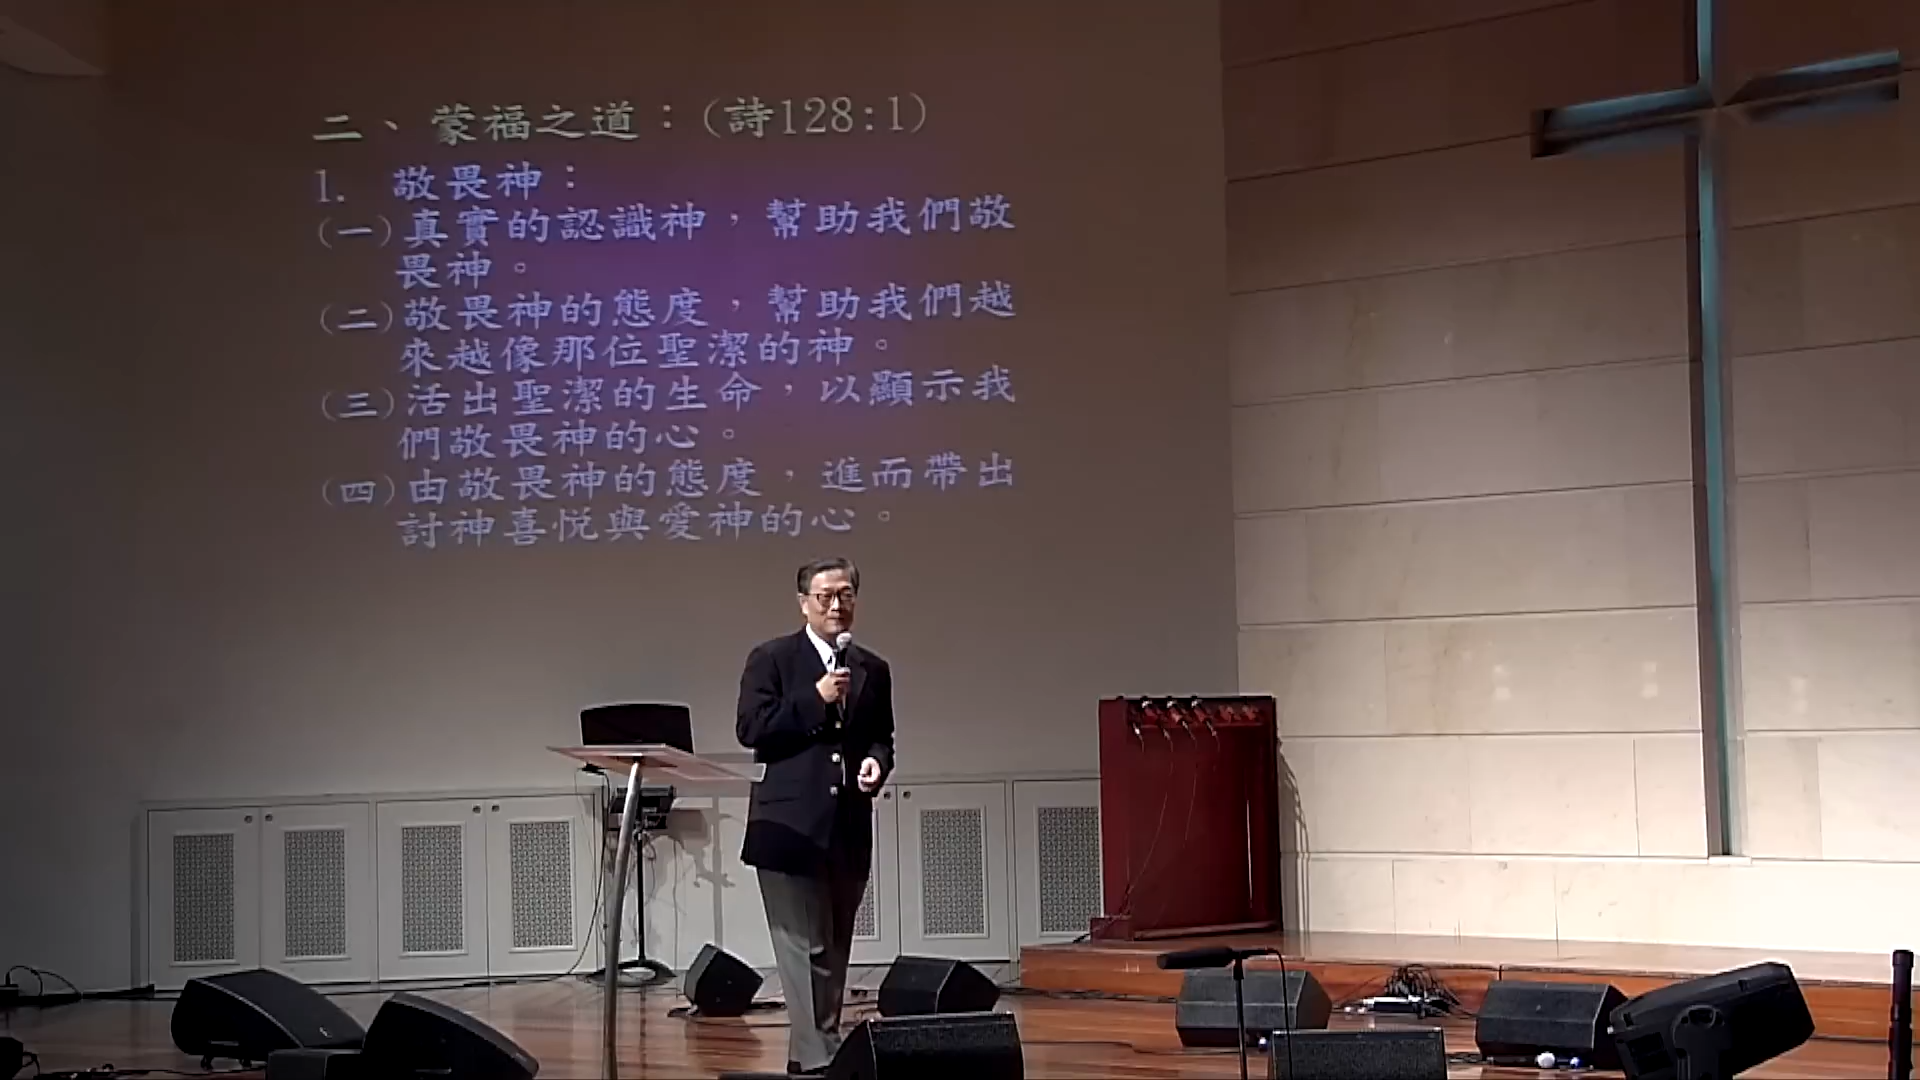 二、蒙福之道：(詩128:1)
1. 敬畏神：
(一)真實的認識神，幫助我們敬
畏神。
(二)敬畏神的態度，幫助我們越
來越像那位聖潔的神。
(三)活出聖潔的生命，以顯示我
們敬畏神的心。
(四)由敬畏神的態度，進而帶出
討神喜悅與愛神的心。